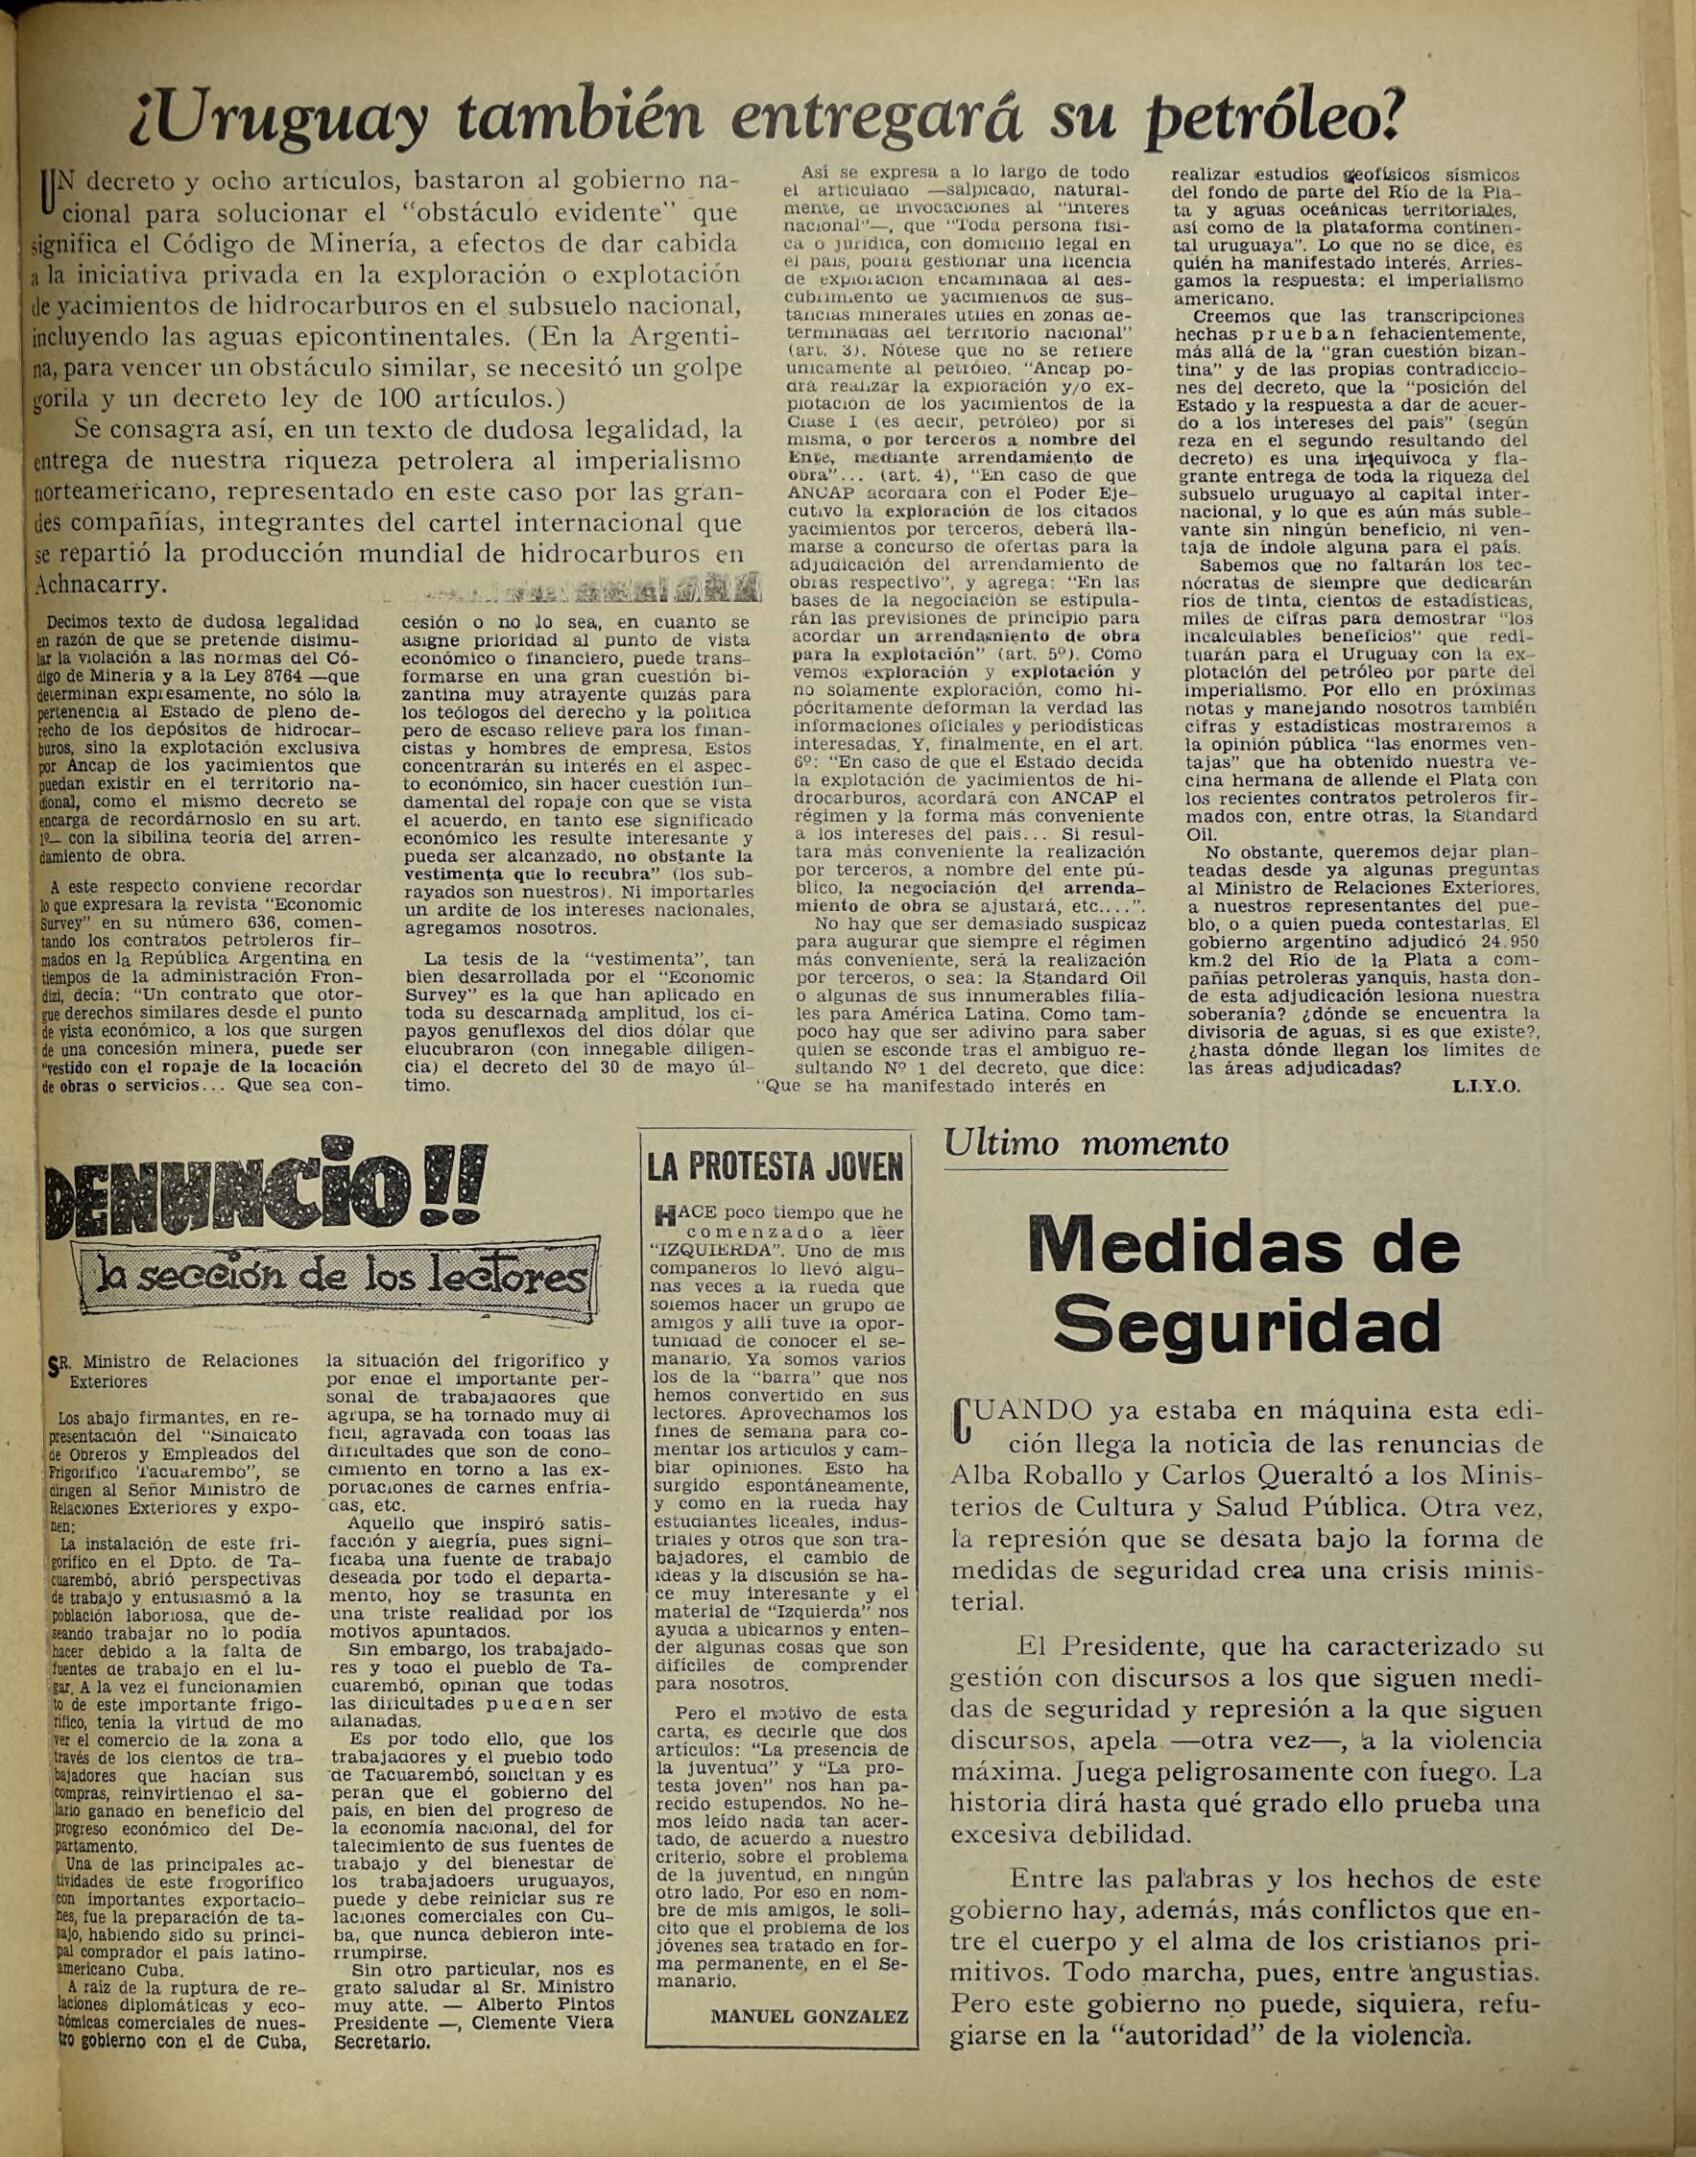 ¿Uruguay también entregará su petróleo?
UN decreto y ocho artículos, bastaron al gobierno na-
cional para solucionar el “obstáculo evidente” que
significa el Código de Minería, a efectos de dar cabida
a la iniciativa privada en la exploración o explotación
de yacimientos de hidrocarburos en el subsuelo nacional,
incluyendo las aguas epicontinentales. (En la Argenti-
na, para vencer un obstáculo similar, se necesitó un golpe
gorila y un decreto ley de 100 artículos.)
Se consagra así, en un texto de dudosa legalidad, la
entrega de nuestra riqueza petrolera al imperialismo
norteamericano, representado en este caso por las gran-
des compañías, integrantes del cartel internacional que
se repartió la producción mundial de hidrocarburos en
Achnacarry.
Decimos texto de dudosa legalidad
en razón de que se pretende disimu-
lar la violación a las normas del Có-
digo de Minería y a la Ley 8764 —que
determinan expresamente, no sólo la
pertenencia al Estado de pleno de-
recho de los depósitos de hidrocar-
buros, sino la explotación exclusiva
por Ancap de los yacimientos que
puedan existir en el territorio na-
cional, como el mismo decreto se
encarga de recordárnoslo en su art.
1º— con la sibilina teoría del arren-
damiento de obra.
A este respecto conviene recordar
lo que expresara la revista “Economic
Survey” en su número 636, comen-
tando los contratos petroleros fir-
mados en la República Argentina en
tiempos de la administración Fron-
dizi, decía: “Un contrato que otor-
gue derechos similares desde el punto
de vista económico, a los que surgen
de una concesión minera, puede ser
“vestido con el ropaje de la locación
de obras o servicios... Que sea con-
cesión o no lo sea, en cuanto se
asigne prioridad al punto de vista
económico o financiero, puede trans-
formarse en una gran cuestión bi-
zantina muy atrayente quizás para
los teólogos del derecho y la política
pero de escaso relieve para los finan-
cistas y hombres de empresa. Estos
concentrarán su interés en el aspec-
to económico, sin hacer cuestión fun-
damental del ropaje con que se vista
el acuerdo, en tanto ese significado
económico les resulte interesante y
pueda ser alcanzado, no obstante la
vestimenta que lo recubra” (los sub-
rayados son nuestros). Ni importarles
un ardite de los intereses nacionales,
agregamos nosotros.
La tesis de la “vestimenta”, tan
bien desarrollada por el “Economic
Survey” es la que han aplicado en
toda su descarnada amplitud, los ci-
payos genuflexos del dios dólar que
elucubraron (con innegable diligen-
cia) el decreto del 30 de mayo úl-
timo.
Así se expresa a lo largo de todo
el articulado —salpicado, natural-
mente, de invocaciones al “interes
nacional”—, que “Toda persona físi-
ca o jurídica, con domicilio legal en
el país, podrá gestionar una licencia
de exploración encaminada al des-
cubrimiento de yacimientos de sus-
tancias minerales utiles en zonas de-
terminadas del territorio nacional”
(art. 3). Nótese que no se refiere
unicamente al petróleo. “Ancap po-
drá realizar la exploración y/o ex-
plotación de los yacimientos de la
Clase I (es decir, petróleo) por sí
misma, o por terceros a nombre del
Ente, mediante arrendamiento de
obra”... (art. 4), “En caso de que
ANCAP acordara con el Poder Eje-
cutivo la exploración de los citados
yacimientos por terceros, deberá lla-
marse a concurso de ofertas para la
adjudicación del arrendamiento de
obras respectivo”, y agrega: “En las
bases de la negociación se estipula-
rán las previsiones de principio para
acordar un arrendamiento de obra
para la explotación” (art. 5º). Como
vemos exploración y explotación y
no solamente exploración, como hi-
pócritamente deforman la verdad las
informaciones oficiales y periodísticas
interesadas. Y, finalmente, en el art.
6º: “En caso de que el Estado decida
la explotación de yacimientos de hi-
drocarburos, acordará con ANCAP el
régimen y la forma más conveniente
a los intereses del país... Si resul-
tara más conveniente la realización
por terceros, a nombre del ente pú-
blico, la negociación del arrenda-
miento de obra se ajustará, etc....”.
No hay que ser demasiado suspicaz
para augurar que siempre el régimen
más conveniente, será la realización
por terceros, o sea: la Standard Oil
o algunas de sus innumerables filia-
les para América Latina. Como tam-
poco hay que ser adivino para saber
quien se esconde tras el ambiguo re-
sultando Nº 1 del decreto, que dice:
“Que se ha manifestado interés en
realizar estudios geofísicos sísmicos
del fondo de parte del Río de la Pla-
ta y aguas oceánicas territoriales,
así como de la plataforma continen-
tal uruguaya”. Lo que no se dice, es
quién ha manifestado interés. Arries-
gamos la respuesta: el imperialismo
americano.
Creemos que las transcripciones
hechas prueban fehacientemente,
más allá de la “gran cuestión bizan-
tina” y de las propias contradiccio-
nes del decreto, que la “posición del
Estado y la respuesta a dar de acuer-
do a los intereses del país” (según
reza en el segundo resultando del
decreto) es una inequívoca y fla-
grante entrega de toda la riqueza del
subsuelo uruguayo al capital inter-
nacional, y lo que es aún más suble-
vante sin ningún beneficio, ni ven-
taja de índole alguna para el país.
Sabemos que no faltarán los tec-
nócratas de siempre que dedicarán
ríos de tinta, cientos de estadísticas,
miles de cifras para demostrar “los
incalculables beneficios” que redi-
tuarán para el Uruguay con la ex-
plotación del petróleo por parte del
imperialismo. Por ello en próximas
notas y manejando nosotros también
cifras y estadísticas mostraremos a
la opinión pública “las enormes ven-
tajas” que ha obtenido nuestra ve-
cina hermana de allende el Plata con
los recientes contratos petroleros fir-
mados con, entre otras, la Standard
Oil.
No obstante, queremos dejar plan-
teadas desde ya algunas preguntas
al Ministro de Relaciones Exteriores,
a nuestros representantes del pue-
blo, o a quien pueda contestarlas. El
gobierno argentino adjudicó 24.950
km.2 del Río de la Plata a com-
pañías petroleras yanquis, hasta don-
de esta adjudicación lesiona nuestra
soberanía? ¿dónde se encuentra la
divisoria de aguas, si es que existe?,
¿hasta dónde llegan los límites de
las áreas adjudicadas?
L.I.Y.O.
DENUNCIO!!
la sección de los lectores
SR. Ministro de Relaciones
Exteriores
Los abajo firmantes, en re-
presentación del “Sindicato
de Obreros y Empleados del
Frigorífico Tacuarembó”, se
dirigen al Señor Ministro de
Relaciones Exteriores y expo-
nen:
La instalación de este fri-
gorífico en el Dpto. de Ta-
cuarembó, abrió perspectivas
de trabajo y entusiasmó a la
población laboriosa, que de-
seando trabajar no lo podía
hacer debido a la falta de
fuentes de trabajo en el lu-
gar. A la vez el funcionamien
to de este importante frigo-
rífico, tenía la virtud de mo
ver el comercio de la zona a
través de los cientos de tra-
bajadores que hacían sus
compras, reinvirtiendo el sa-
lario ganado en beneficio del
progreso económico del De-
partamento.
Una de las principales ac-
tividades de este frogorífico
con importantes exportacio-
nes, fue la preparación de ta-
sajo, habiendo sido su princi-
pal comprador el país latino-
americano Cuba.
A raíz de la ruptura de re-
laciones diplomáticas y eco-
nómicas comerciales de nues-
tro gobierno con el de Cuba,
la situación del frigorífico y
por ende el importante per-
sonal de trabajadores que
agrupa, se ha tornado muy di
fícil, agravada con todas las
dificultades que son de cono-
cimiento en torno a las ex-
portaciones de carnes enfria-
das, etc.
Aquello que inspiró satis-
facción y alegría, pues signi-
ficaba una fuente de trabajo
deseada por todo el departa-
mento, hoy se trasunta en
una triste realidad por los
motivos apuntados.
Sin embargo, los trabajado-
res y todo el pueblo de Ta-
cuarembó, opinan que todas
las dificultades pueden ser
allanadas.
Es por todo ello, que los
trabajadores y el pueblo todo
de Tacuarembó, solicitan y es
peran que el gobierno del
país, en bien del progreso de
la economía nacional, del for
talecimiento de sus fuentes de
trabajo y del bienestar de
los trabajadoers uruguayos,
puede y debe reiniciar sus re
laciones comerciales con Cu-
ba, que nunca debieron inte-
rrumpirse.
Sin otro particular, nos es
grato saludar al Sr. Ministro
muy atte. — Alberto Pintos
Presidente —, Clemente Viera
Secretario.
LA PROTESTA JOVEN
HACE poco tiempo que he
comenzado a leer
“IZQUIERDA”. Uno de mis
companeros lo llevó algu-
nas veces a la rueda que
solemos hacer un grupo de
amigos y allí tuve la opor-
tunidad de conocer el se-
manario. Ya somos varios
los de la “barra” que nos
hemos convertido en sus
lectores. Aprovechamos los
fines de semana para co-
mentar los artículos y cam-
biar opiniones. Esto ha
surgido espontáneamente,
y como en la rueda hay
estudiantes liceales, indus-
triales y otros que son tra-
bajadores, el cambio de
ideas y la discusión se ha-
ce muy interesante y el
material de “Izquierda” nos
ayuda a ubicarnos y enten-
der algunas cosas que son
difíciles de comprender
para nosotros.
Pero el motivo de esta
carta, es decirle que dos
artículos: “La presencia de
la juventud” y “La pro-
testa joven” nos han pa-
recido estupendos. No he-
mos leído nada tan acer-
tado, de acuerdo a nuestro
criterio, sobre el problema
de la juventud, en ningún
otro lado. Por eso en nom-
bre de mis amigos, le soli-
cito que el problema de los
jóvenes sea tratado en for-
ma permanente, en el Se-
manario.
MANUEL GONZALEZ
Ultimo momento
Medidas de
Seguridad
CUANDO ya estaba en máquina esta edi-
ción llega la noticia de las renuncias de
Alba Roballo y Carlos Queraltó a los Minis-
terios de Cultura y Salud Pública. Otra vez,
la represión que se desata bajo la forma de
medidas de seguridad crea una crisis minis-
terial.
El Presidente, que ha caracterizado su
gestión con discursos a los que siguen medi-
das de seguridad y represión a la que siguen
discursos, apela —otra vez—, a la violencia
máxima. Juega peligrosamente con fuego. La
historia dirá hasta qué grado ello prueba una
excesiva debilidad.
Entre las palabras y los hechos de este
gobierno hay, además, más conflictos que en-
tre el cuerpo y el alma de los cristianos pri-
mitivos. Todo marcha, pues, entre angustias.
Pero este gobierno no puede, siquiera, refu-
giarse en la “autoridad” de la violencia.